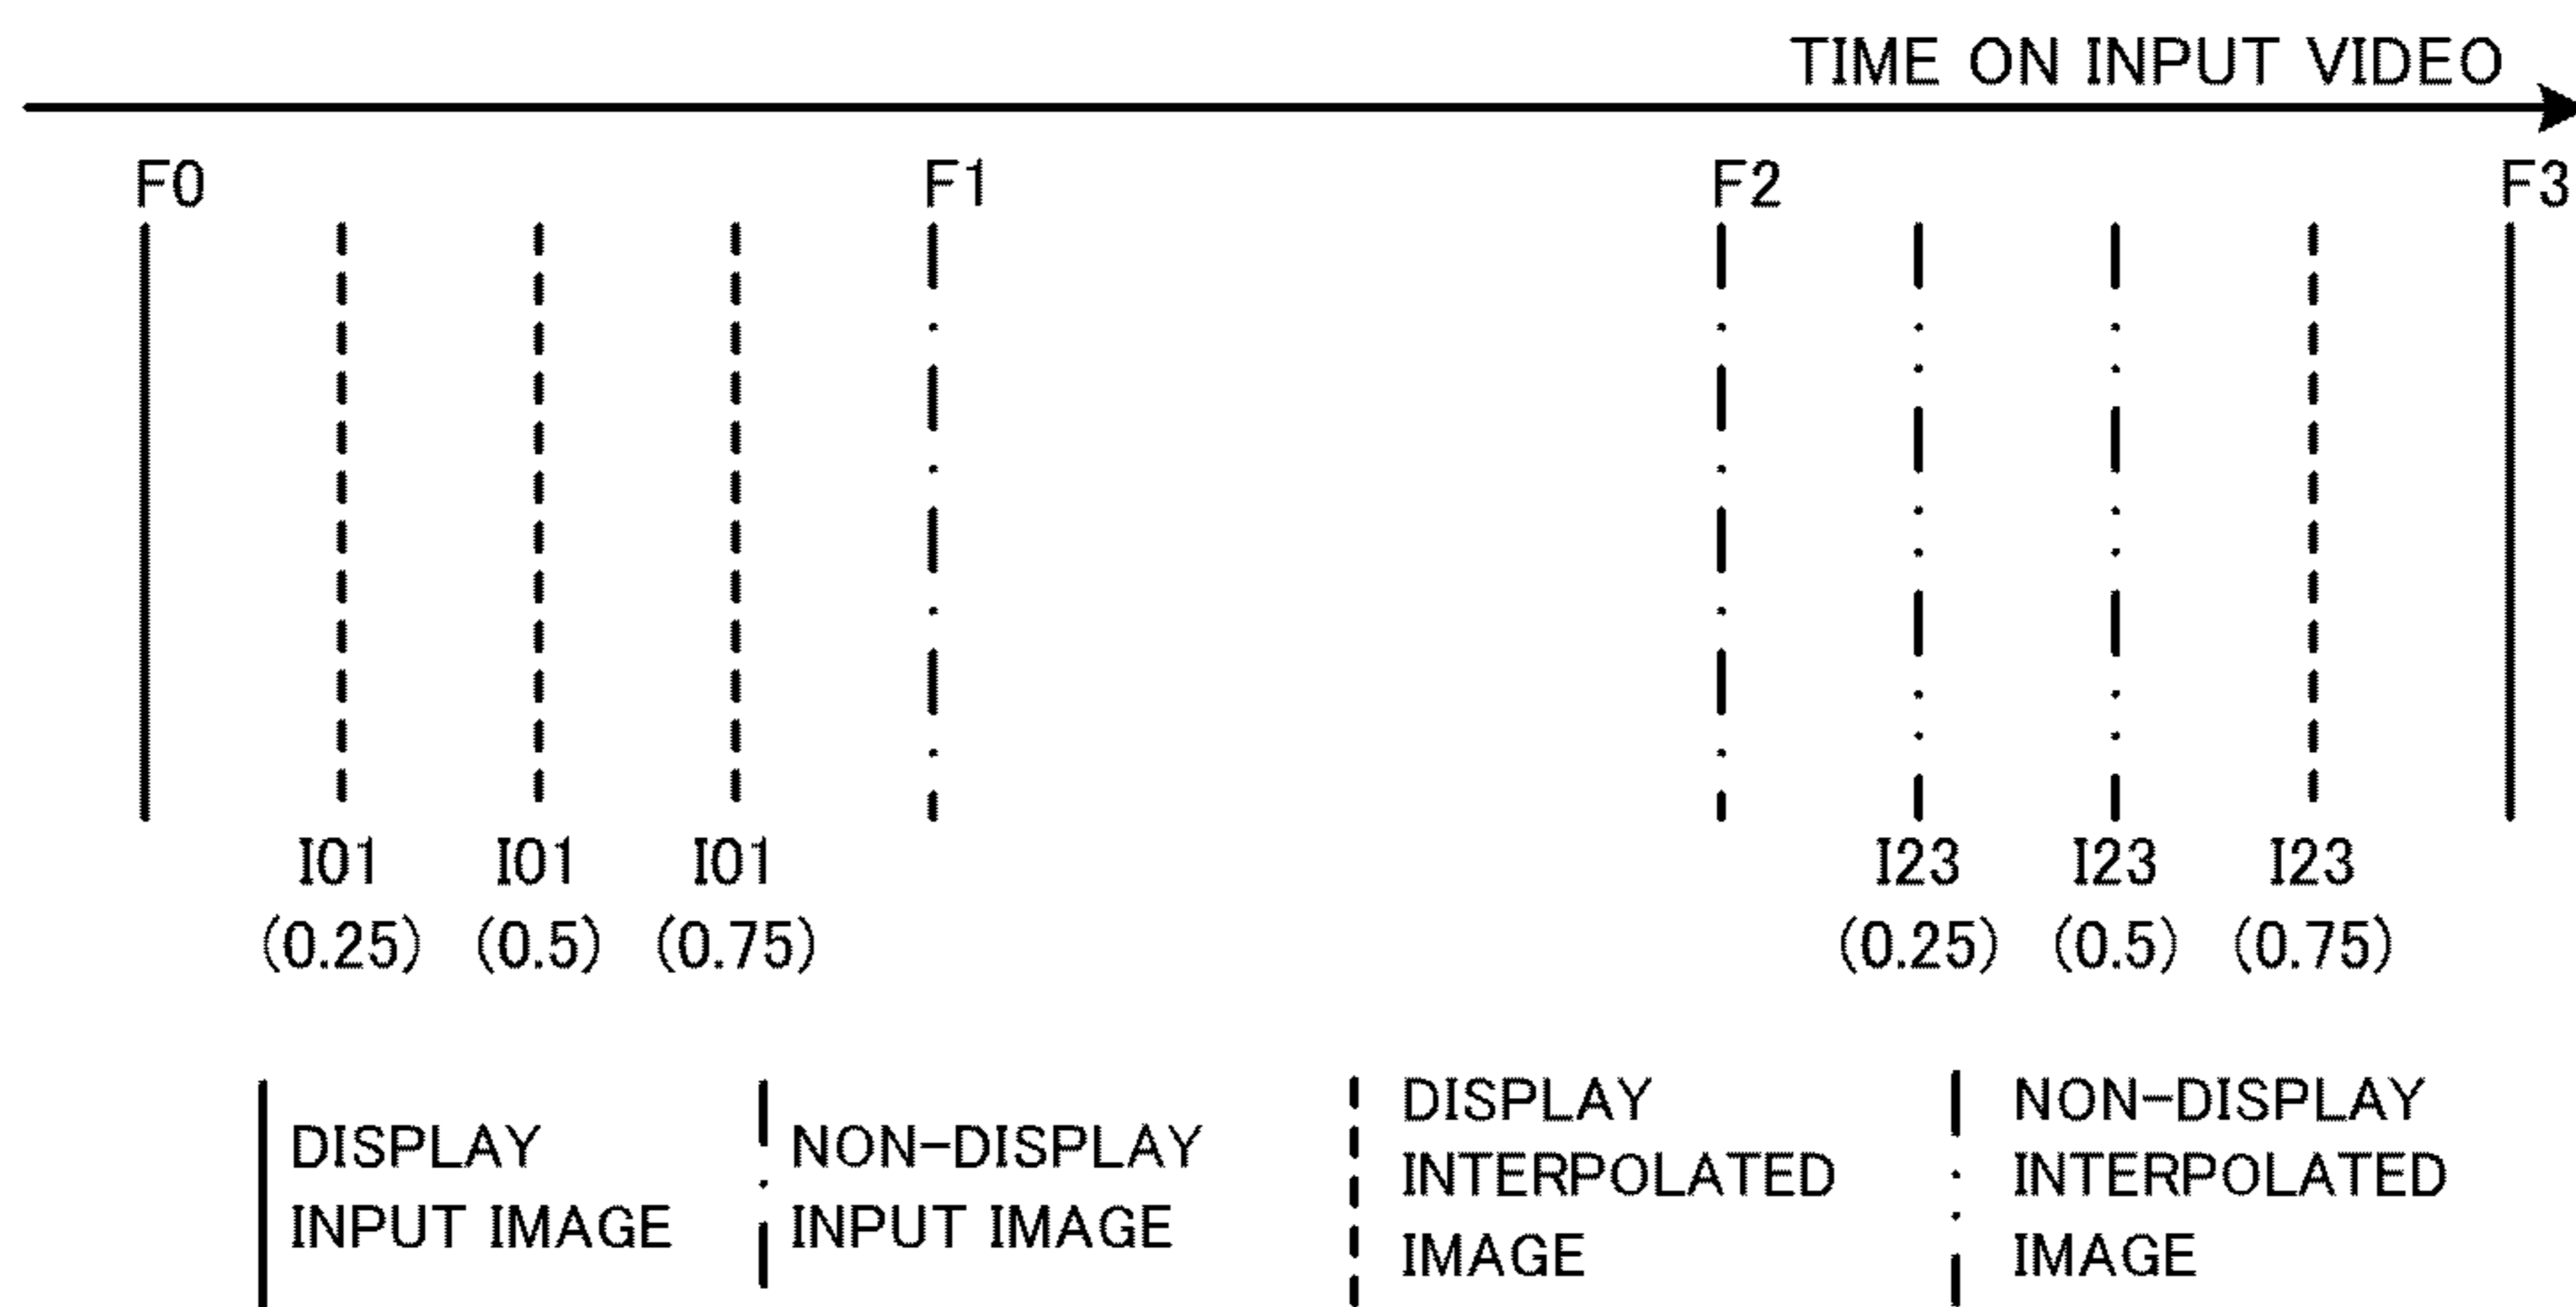 TIME ON INPUT VIDEO
F0 F1 F2 F3
I01 I01 I01 I23 I23 I23
(0.25) (0.5) (0.75) (0.25) (0.5) (0.75)
DISPLAY
INPUT IMAGE
NON-DISPLAY
INPUT IMAGE
DISPLAY
INTERPOLATED
IMAGE
NON-DISPLAY
INTERPOLATED
IMAGE